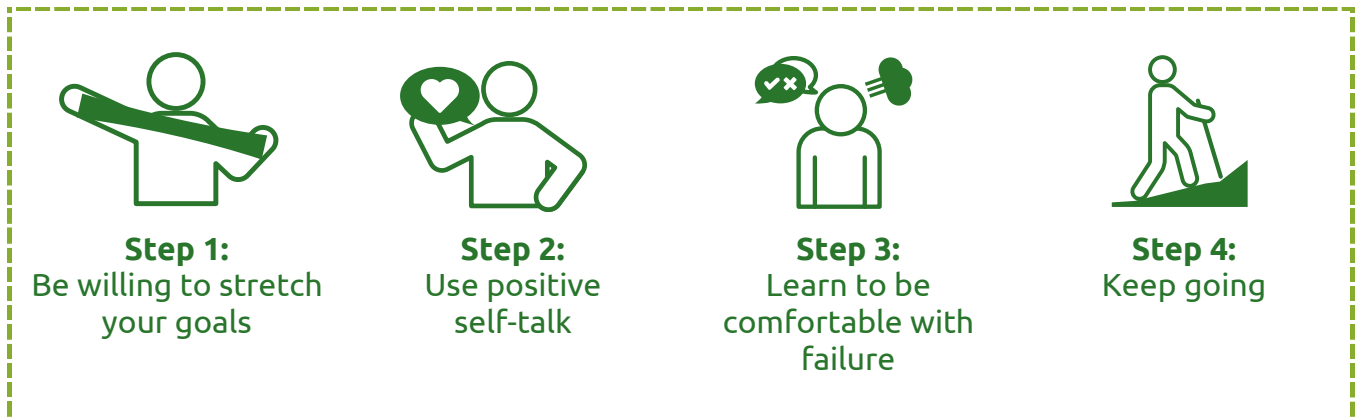 Step 1:
Be willing to stretch
your goals
Step 2:
Use positive
self-talk
Step 3:
Learn to be
comfortable with
failure
Step 4:
Keep going